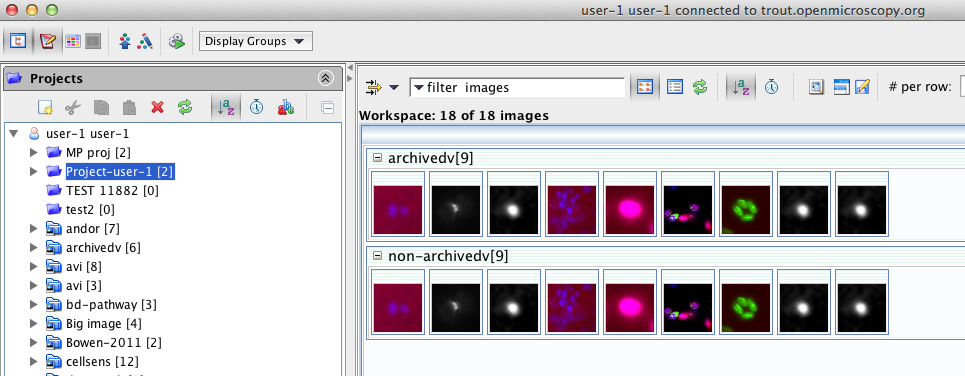 user-1 user-1 connected to trout.openmicroscopy.org
Display Groups
Projects
filter images
# per row:
Workspace: 18 of 18 images
user-1 user-1
MP proj [2]
Project-user-1 [2]
TEST 11882 [0]
test2 [0]
andor [7]
archivedv [6]
avi [8]
avi [3]
bd-pathway [3]
Big image [4]
Bowen-2011 [2]
cellsens [12]
archivedv[9]
non-archivedv[9]